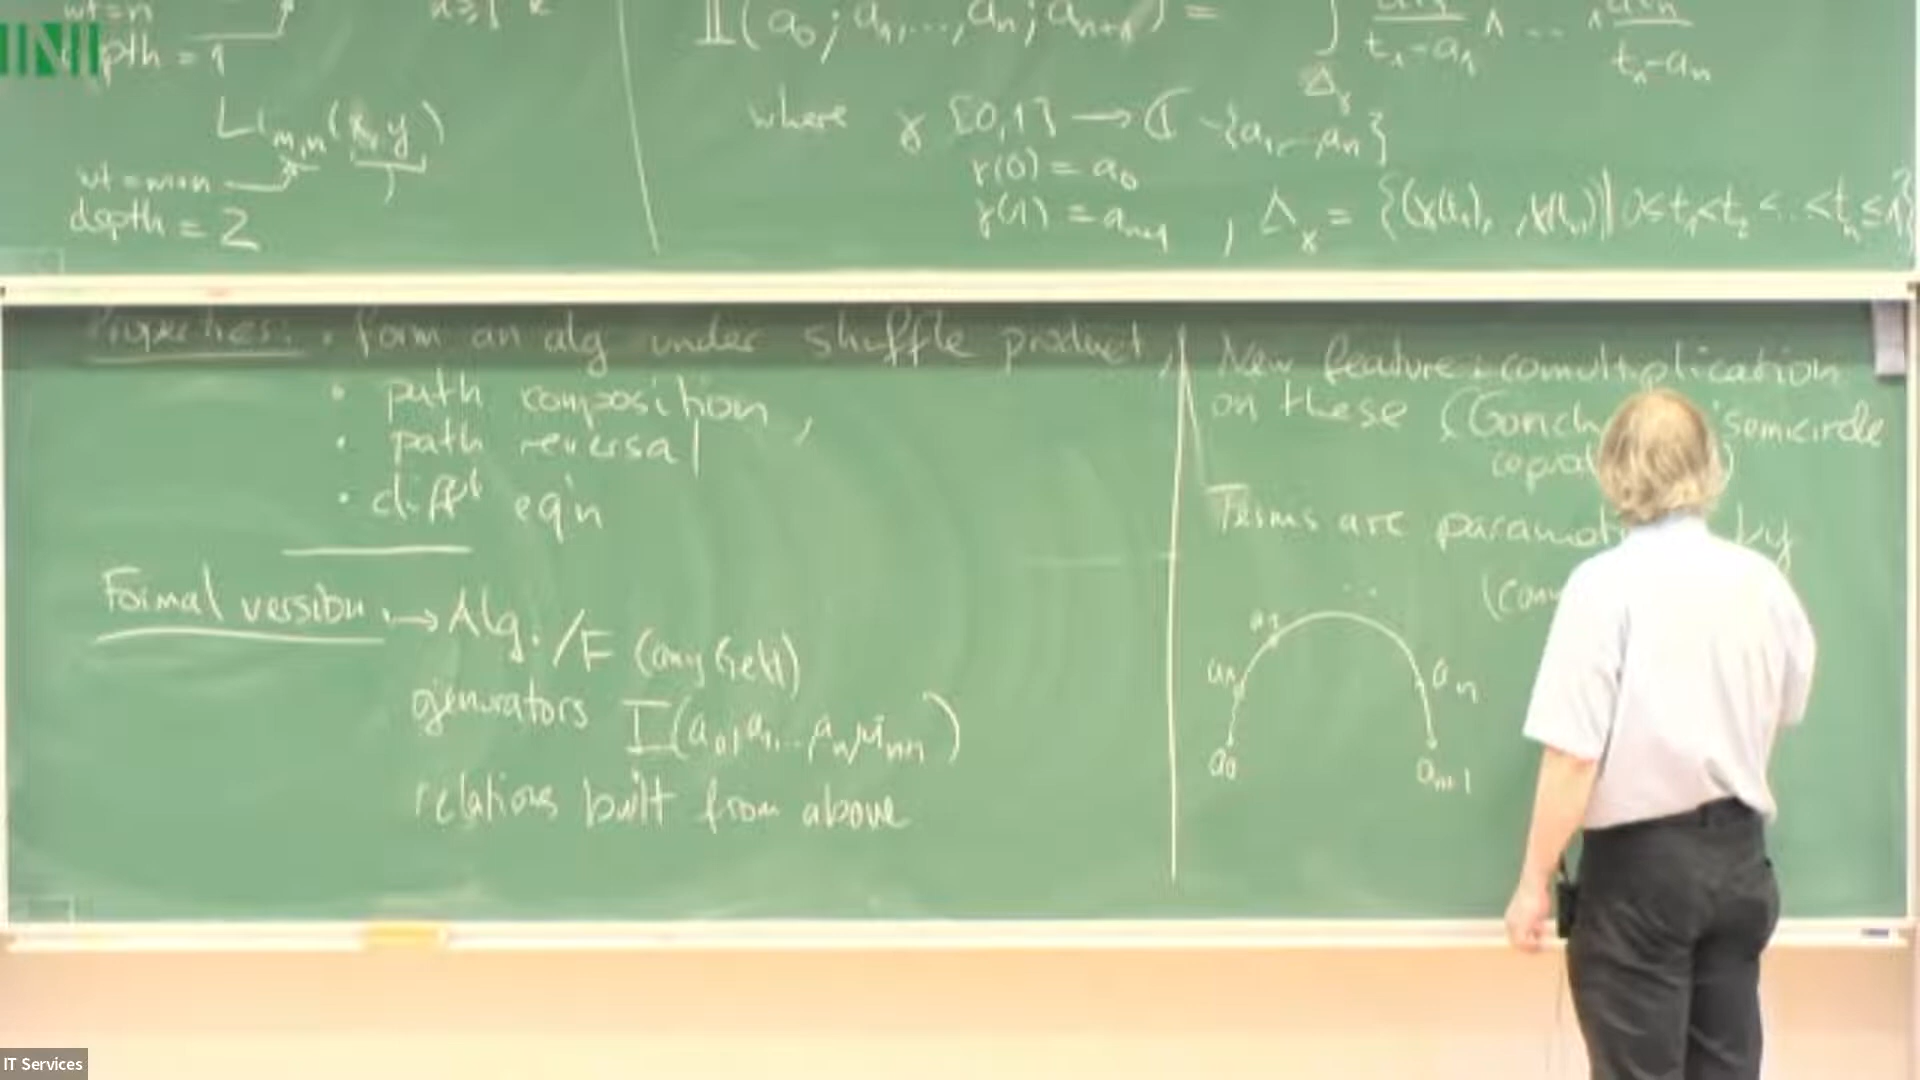 wt=n
INI
depth = 1
Li_{m,n}(x,y)
wt = m+n
depth = 2
I(a_0; a_1,...,a_n; a_{n+1}) = ∫_{Δ_γ} / t_1-a_1 ∧ ... ∧ / t_n-a_n
where γ [0,1] → ℂ -{a_1,...,a_n}
γ(0) = a_0
γ(1) = a_{n+1} , Δ_γ = {(γ(t_1), ,γ(t_n)) | 0≤t_1<t_2<..<t_n≤1}
Properties: • form an alg under shuffle product,
• path composition,
• path reversal
• diff^l eq'n
Formal version. → Alg. /F (any field)
generators I(a_0,a_1,..,a_n,a_{n+1})
relations built from above
New feature: comultiplication
on these semicircle
Terms are by
a_0
a_1
...
a_n
a_{n+1}
IT Services